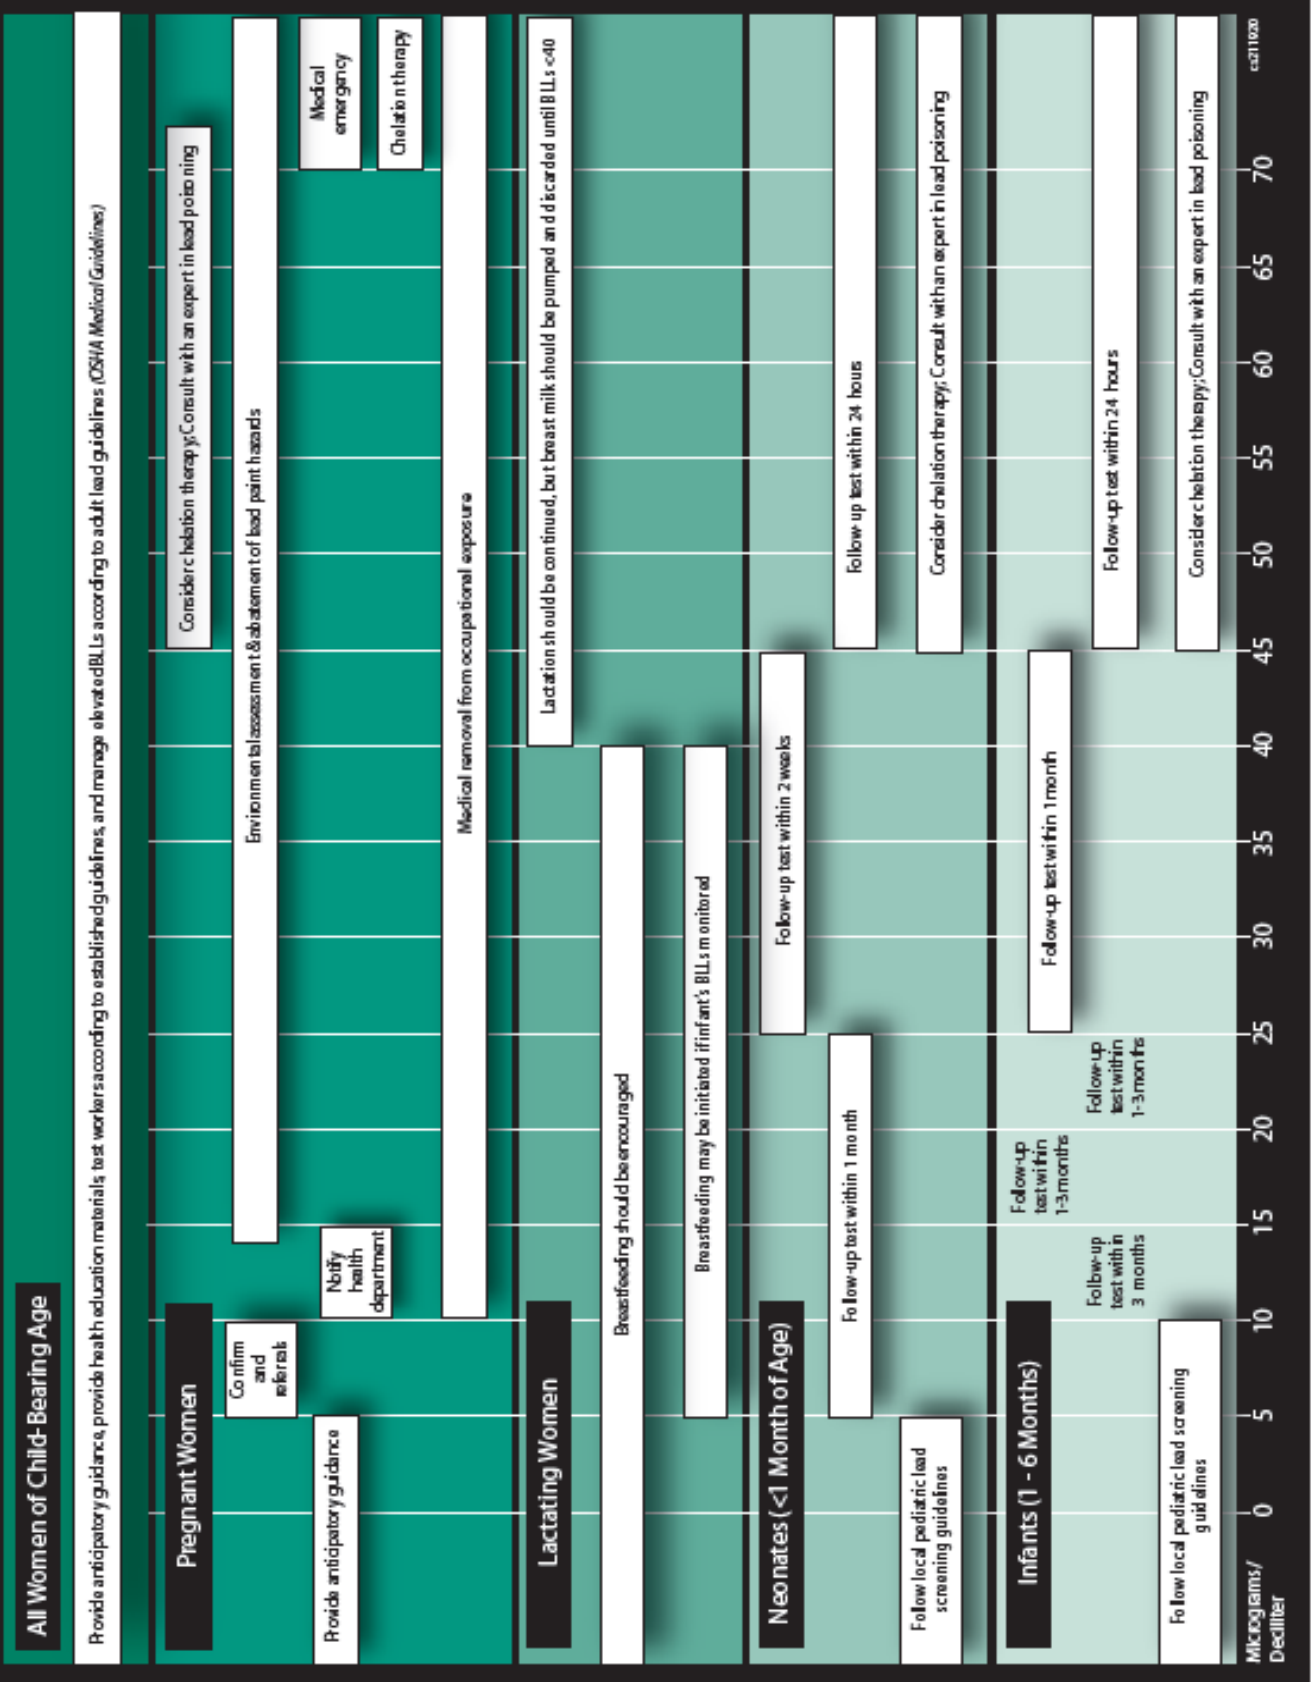 All Women of Child-Bearing Age
Provide anticipatory guidance, provide health education materials, test workers according to established guidelines, and manage elevated BLLs according to adult lead guidelines (OSHA Medical Guidelines)
Pregnant Women
Consider chelation therapy; Consult with an expert in lead poisoning
Confirm
and
referrals
Environmental assessment & abatement of lead paint hazards
Provide anticipatory guidance
Notify
health
department
Medical
emergency
Chelation therapy
Medical removal from occupational exposure
Lactating Women
Lactation should be continued, but breast milk should be pumped and discarded until BLLs <40
Breastfeeding should be encouraged
Breastfeeding may be initiated if infant's BLLs monitored
Neonates (<1 Month of Age)
Follow-up test within 2 weeks
Follow-up test within 1 month
Follow up test within 24 hours
Follow local pediatric lead
screening guidelines
Consider chelation therapy; Consult with an expert in lead poisoning
Infants (1 - 6 Months)
Follow-up
test within
1-3 months
Follow-up test within 1 month
Follow-up
test within
3 months
Follow-up
test within
1-3 months
Follow-up test within 24 hours
Follow local pediatric lead screening
guidelines
Consider chelation therapy; Consult with an expert in lead poisoning
Micrograms/
Deciliter
0 5 10 15 20 25 30 35 40 45 50 55 60 65 70
cs211920